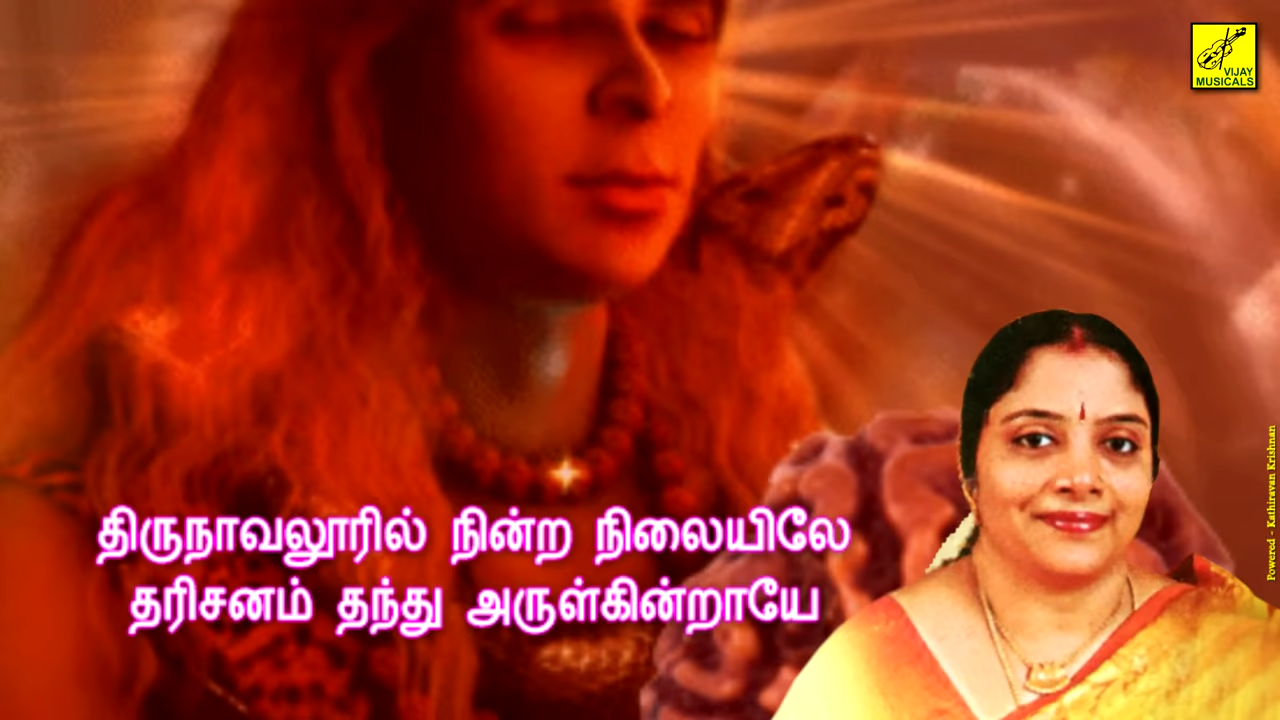 VIJAY
MUSICALS
திருநாவலூரில் நின்ற நிலையிலே
தரிசனம் தந்து அருள்கின்றாயே
Powered - Kathiravan Krishnan